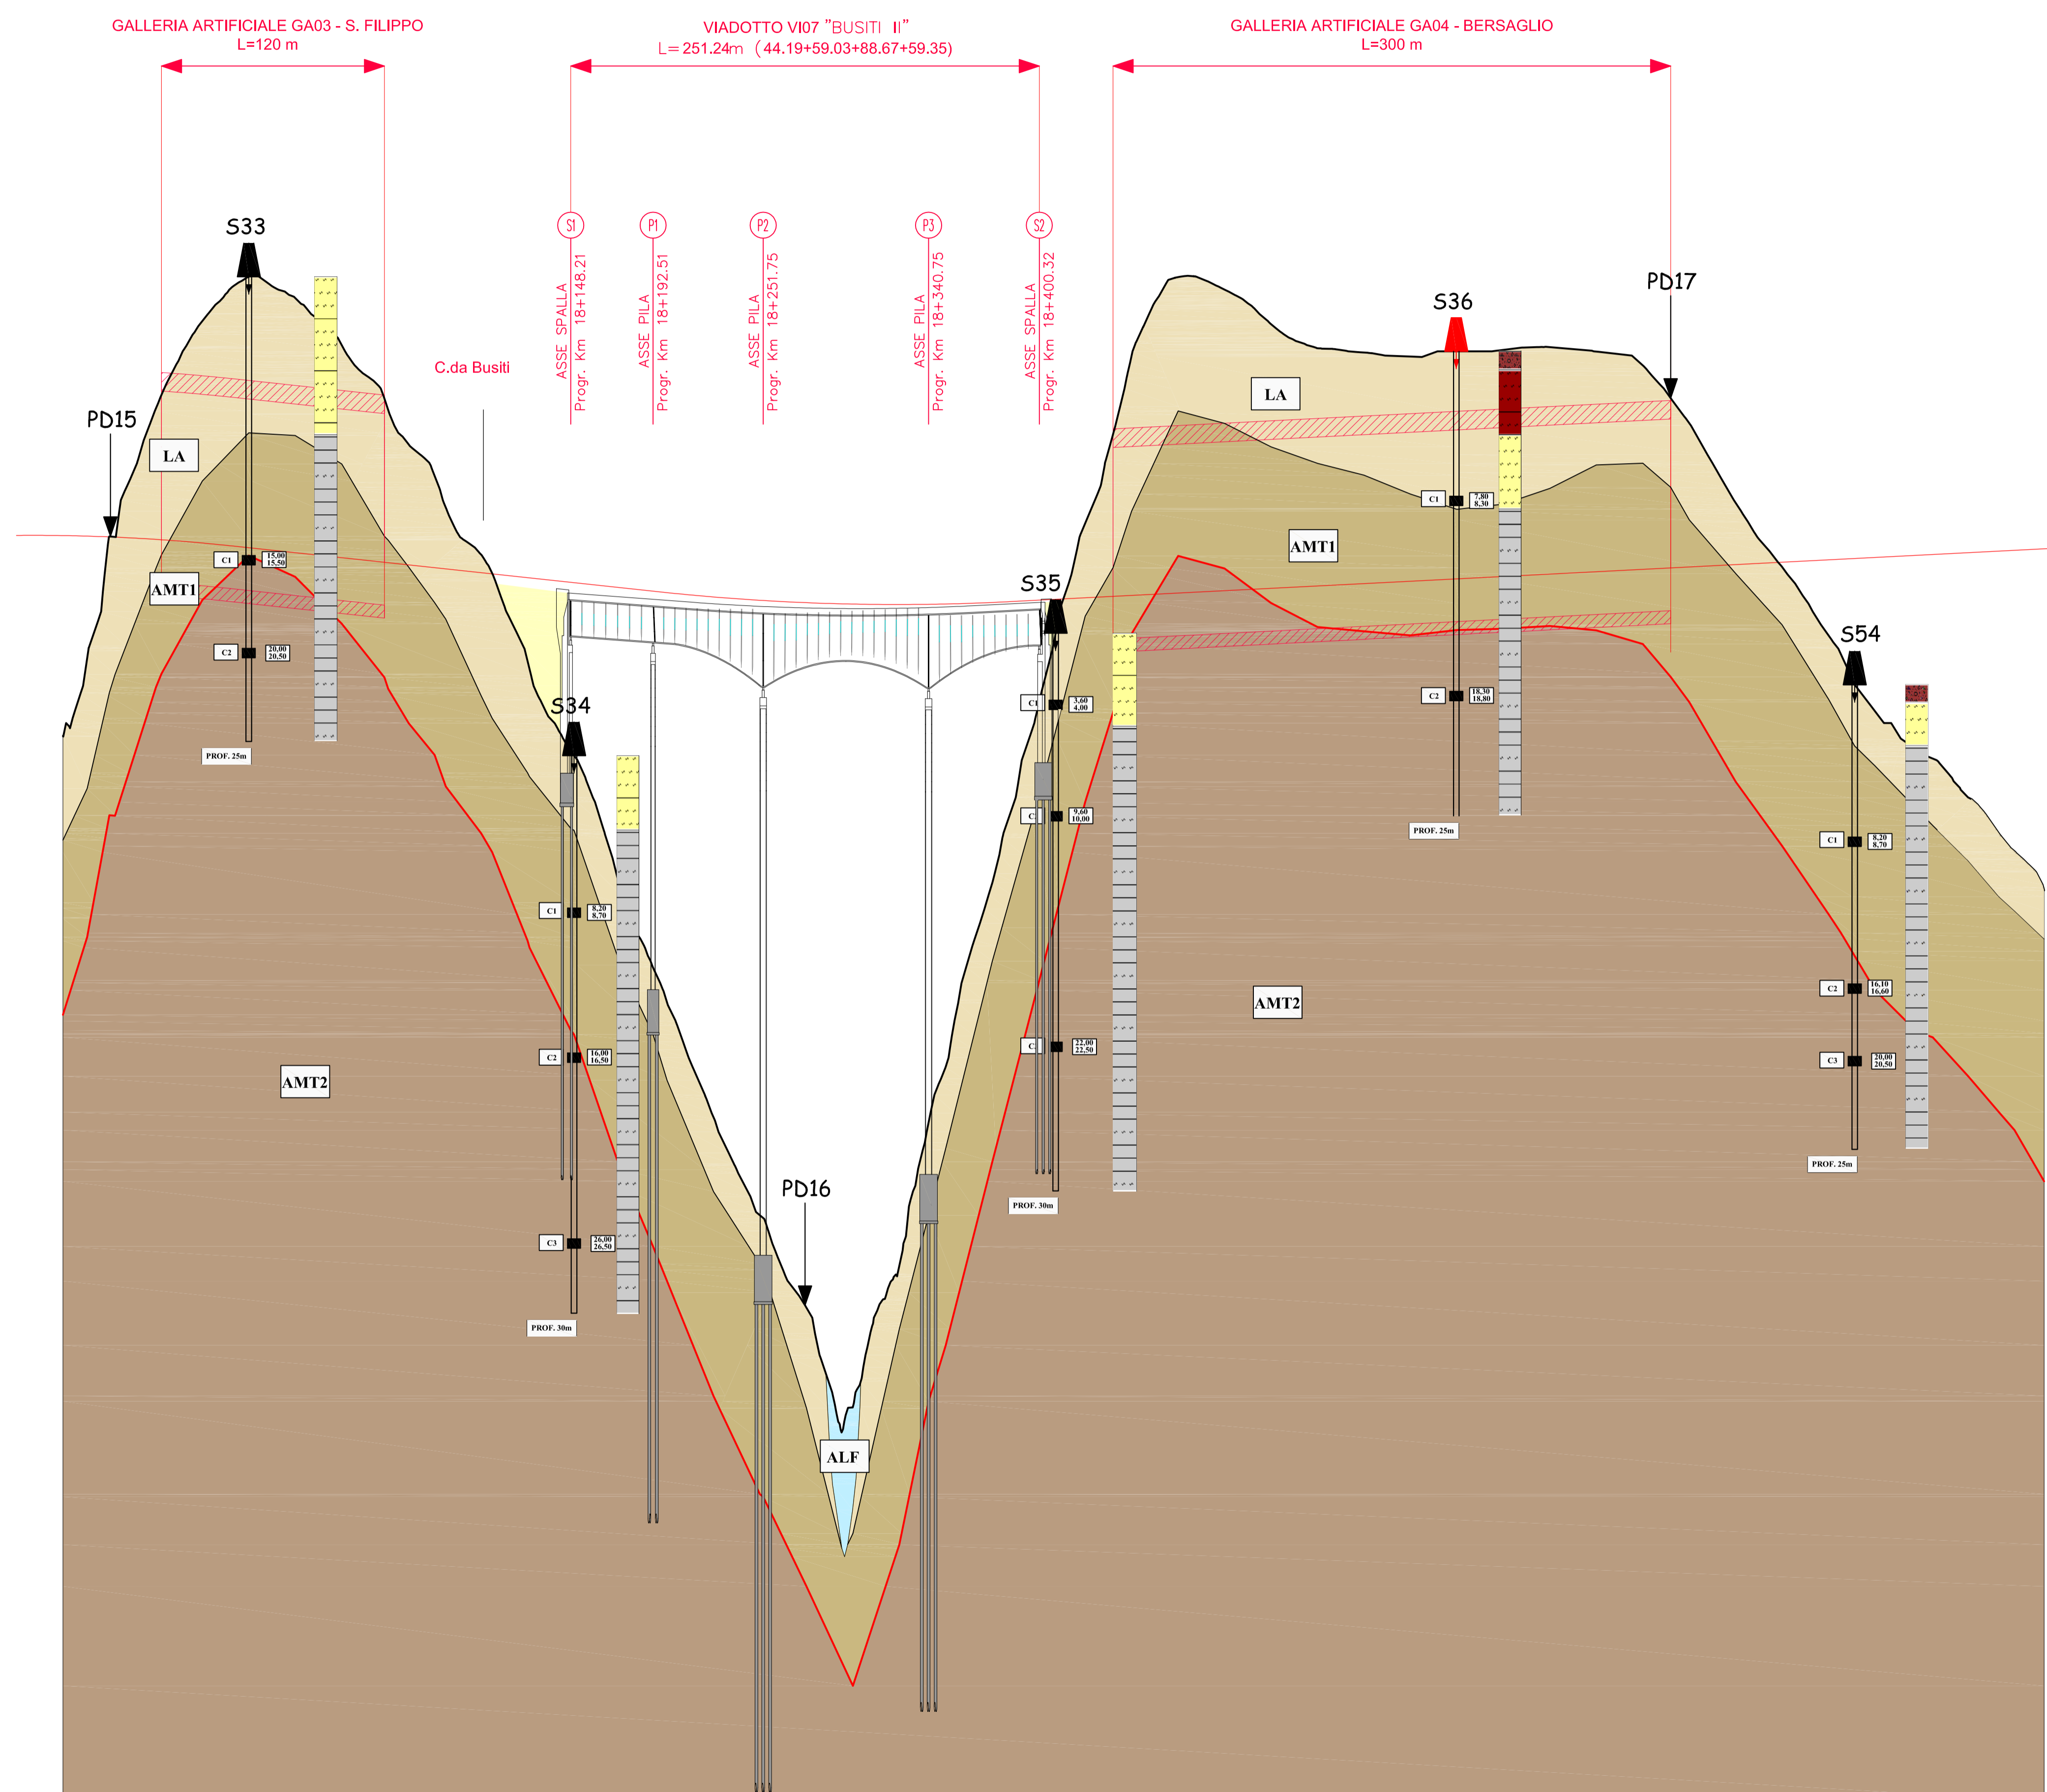 GALLERIA ARTIFICIALE GA03 - S. FILIPPO
L=120 m
VIADOTTO VI07 "BUSITI II"
L=251.24m (44.19+59.03+88.67+59.35)
GALLERIA ARTIFICIALE GA04 - BERSAGLIO
L=300 m
S1
ASSE SPALLA
Progr. Km 18+148.21
P1
ASSE PILA
Progr. Km 18+192.51
P2
ASSE PILA
Progr. Km 18+251.75
P3
ASSE PILA
Progr. Km 18+340.75
S2
ASSE SPALLA
Progr. Km 18+400.32
S33
PD17
S36
C.da Busiti
LA
PD15
LA
C1
7,80
8,30
AMT1
C1
15,00
15,50
AMT1
S35
C2
20,00
20,50
S54
C2
18,30
18,80
S34
C1
3,60
4,00
PROF. 25m
C
9,60
10,00
PROF. 25m
C1
8,20
8,70
C1
8,20
8,70
C2
16,10
16,60
AMT2
C2
16,00
16,50
C
22,00
22,50
C3
20,00
20,50
AMT2
PROF. 25m
PD16
PROF. 30m
C3
26,00
26,50
PROF. 30m
ALF